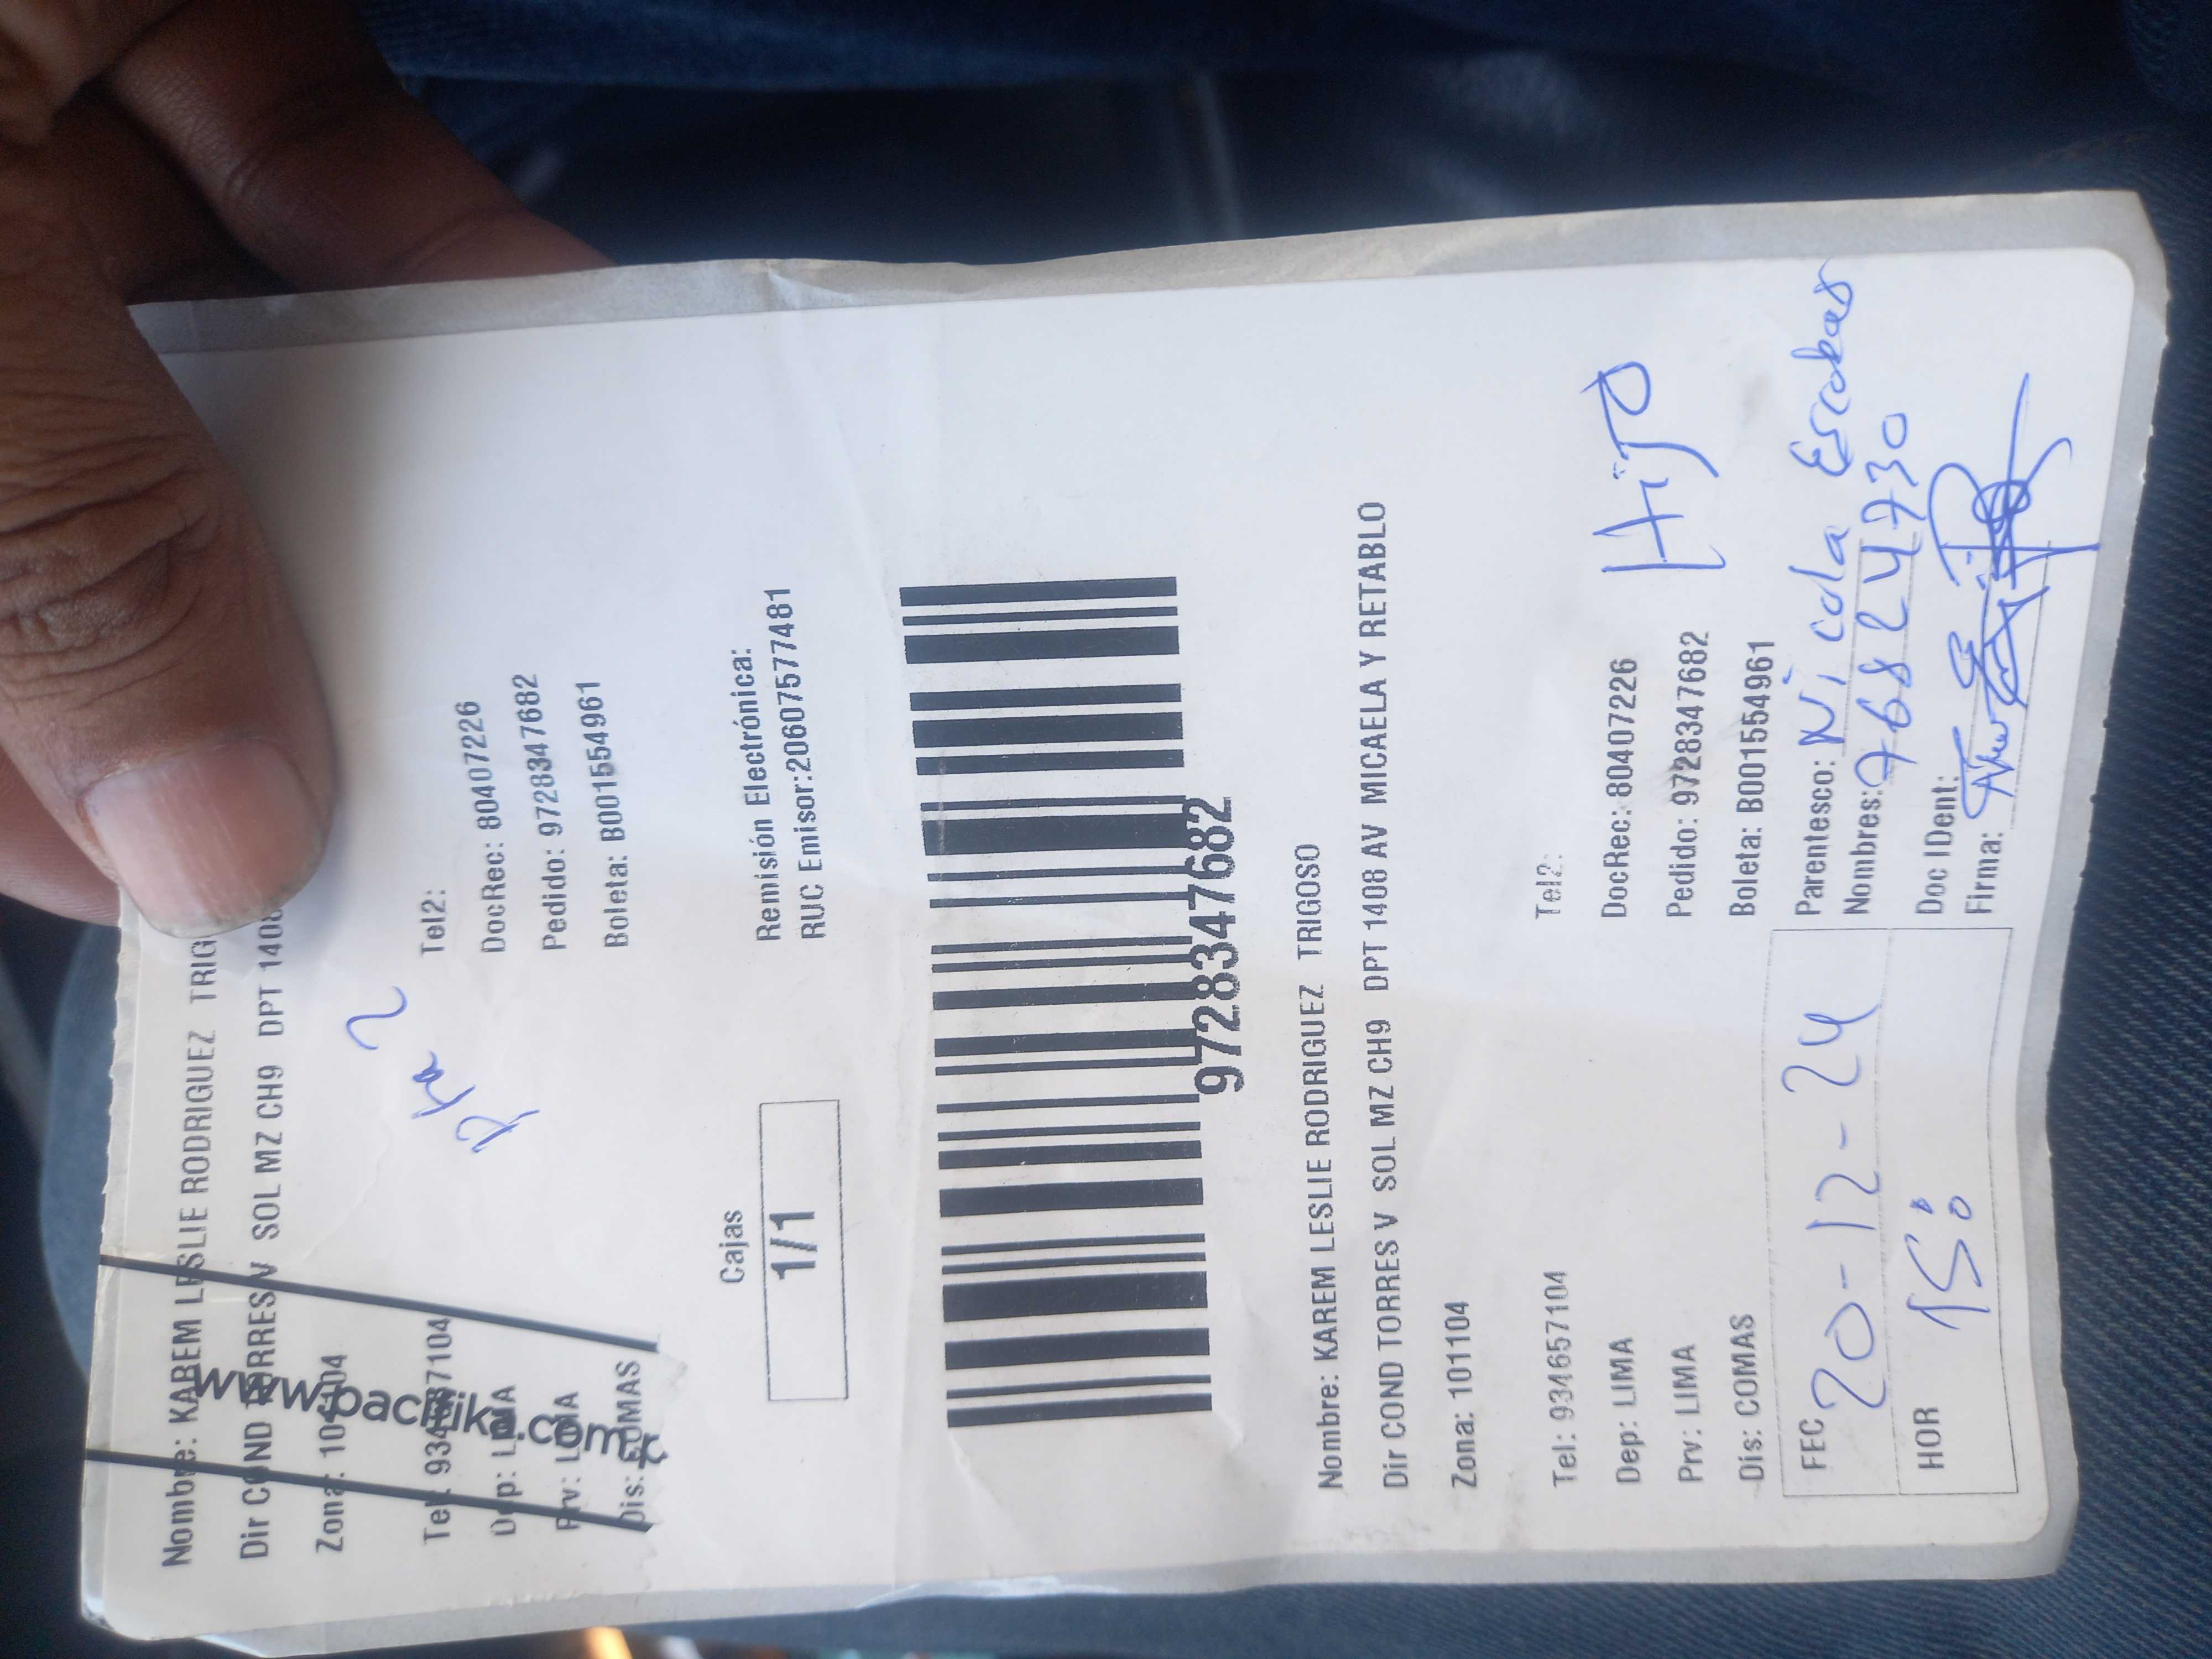 Nombre: KAREM LESLIE RODRIGUEZ TRIG
Dir COND TORRES V SOL MZ CH9 DPT 1408
Zona: 101104
Tel: 934657104
Tel2:
Dep: LIMA
DocRec: 80407226
Prv: LIMA
Pedido: 9728347682
Dis: COMAS
Boleta: B001554961
Cajas
1/1
Remisión Electrónica:
RUC Emisor:20607577481
9728347682
Nombre: KAREM LESLIE RODRIGUEZ TRIGOSO
Dir COND TORRES V SOL MZ CH9 DPT 1408 AV MICAELA Y RETABLO
Zona: 101104
Tel: 934657104
Tel2:
Dep: LIMA
DocRec: 80407226
Prv: LIMA
Pedido: 9728347682
HiJO
Dis: COMAS
Boleta: B001554961
FEC 20-12-24
Parentesco: Nicola Escobar
Nombres: 76824730
HOR 15:
Doc IDent:
Firma: